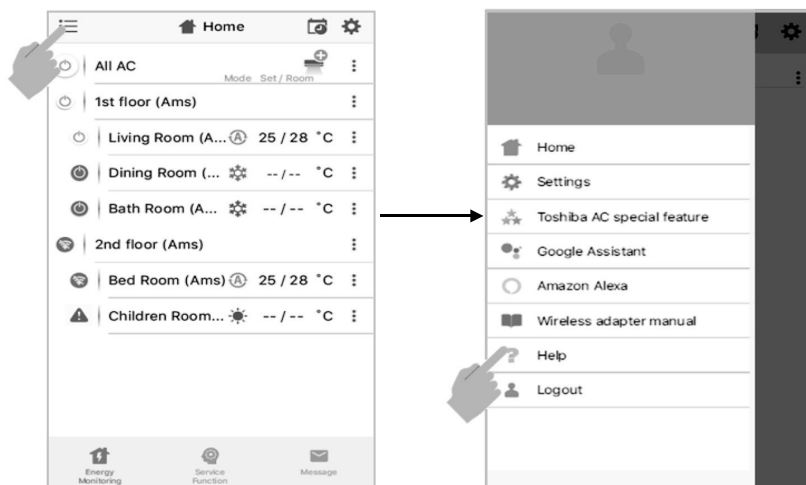 Home
All AC
Mode Set / Room
1st floor (Ams)
Living Room (A... A 25 / 28 °C
Dining Room (... -- / -- °C
Bath Room (A... -- / -- °C
2nd floor (Ams)
Bed Room (Ams) A 25 / 28 °C
Children Room... -- / -- °C
Energy Monitoring
Service Function
Message
Home
Settings
Toshiba AC special feature
Google Assistant
Amazon Alexa
Wireless adapter manual
Help
Logout